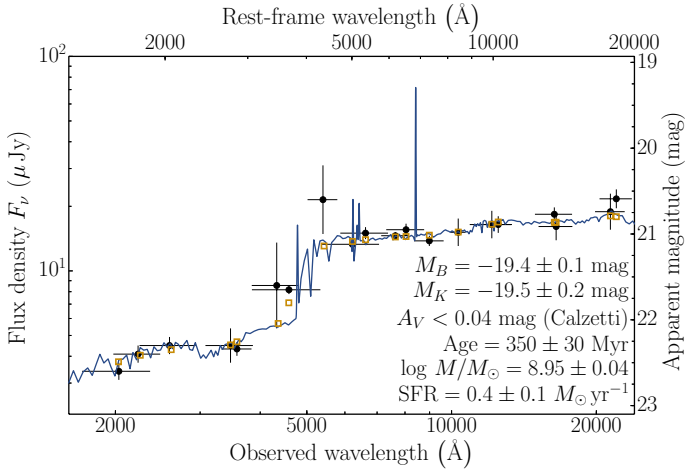 Rest-frame wavelength (Å)
2000 5000 10000 20000
10² 19
20
21
10¹
22
23
Flux density Fν (μJy)
Apparent magnitude (mag)
M_B = −19.4 ± 0.1 mag
M_K = −19.5 ± 0.2 mag
A_V < 0.04 mag (Calzetti)
Age = 350 ± 30 Myr
log M/M⊙ = 8.95 ± 0.04
SFR = 0.4 ± 0.1 M⊙ yr⁻¹
2000 5000 10000 20000
Observed wavelength (Å)